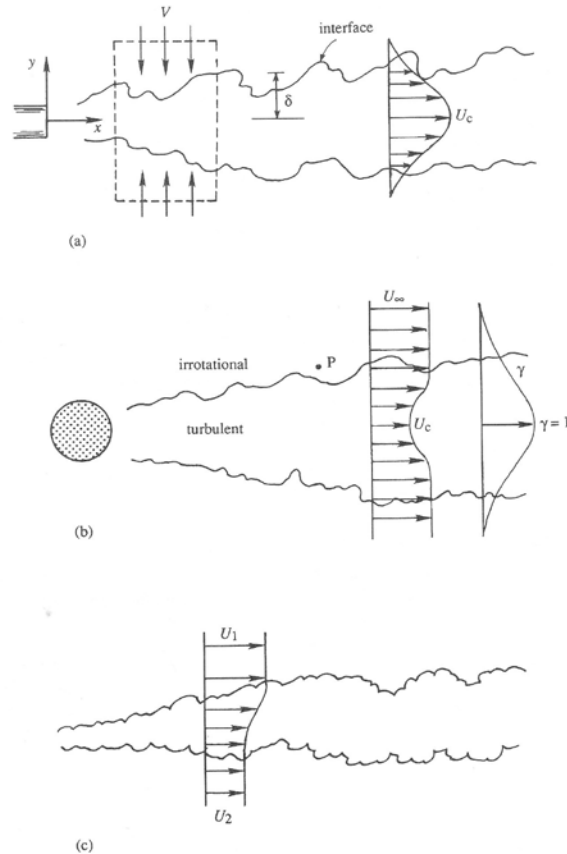 V
interface
y
δ
x
U_c
(a)
U_∞
irrotational
P
γ
turbulent
U_c
γ = 1
(b)
U_1
U_2
(c)